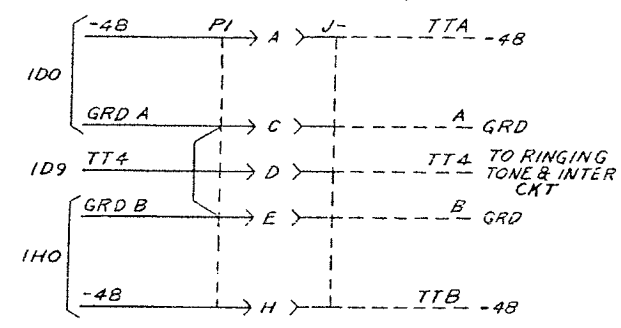 -48 P1 A J- TTA -48
1D0
GRD A C A GRD
1D9 TT4 D TT4 TO RINGING
TONE & INTER
CKT
GRD B E B GRD
1H0
-48 H TTB -48